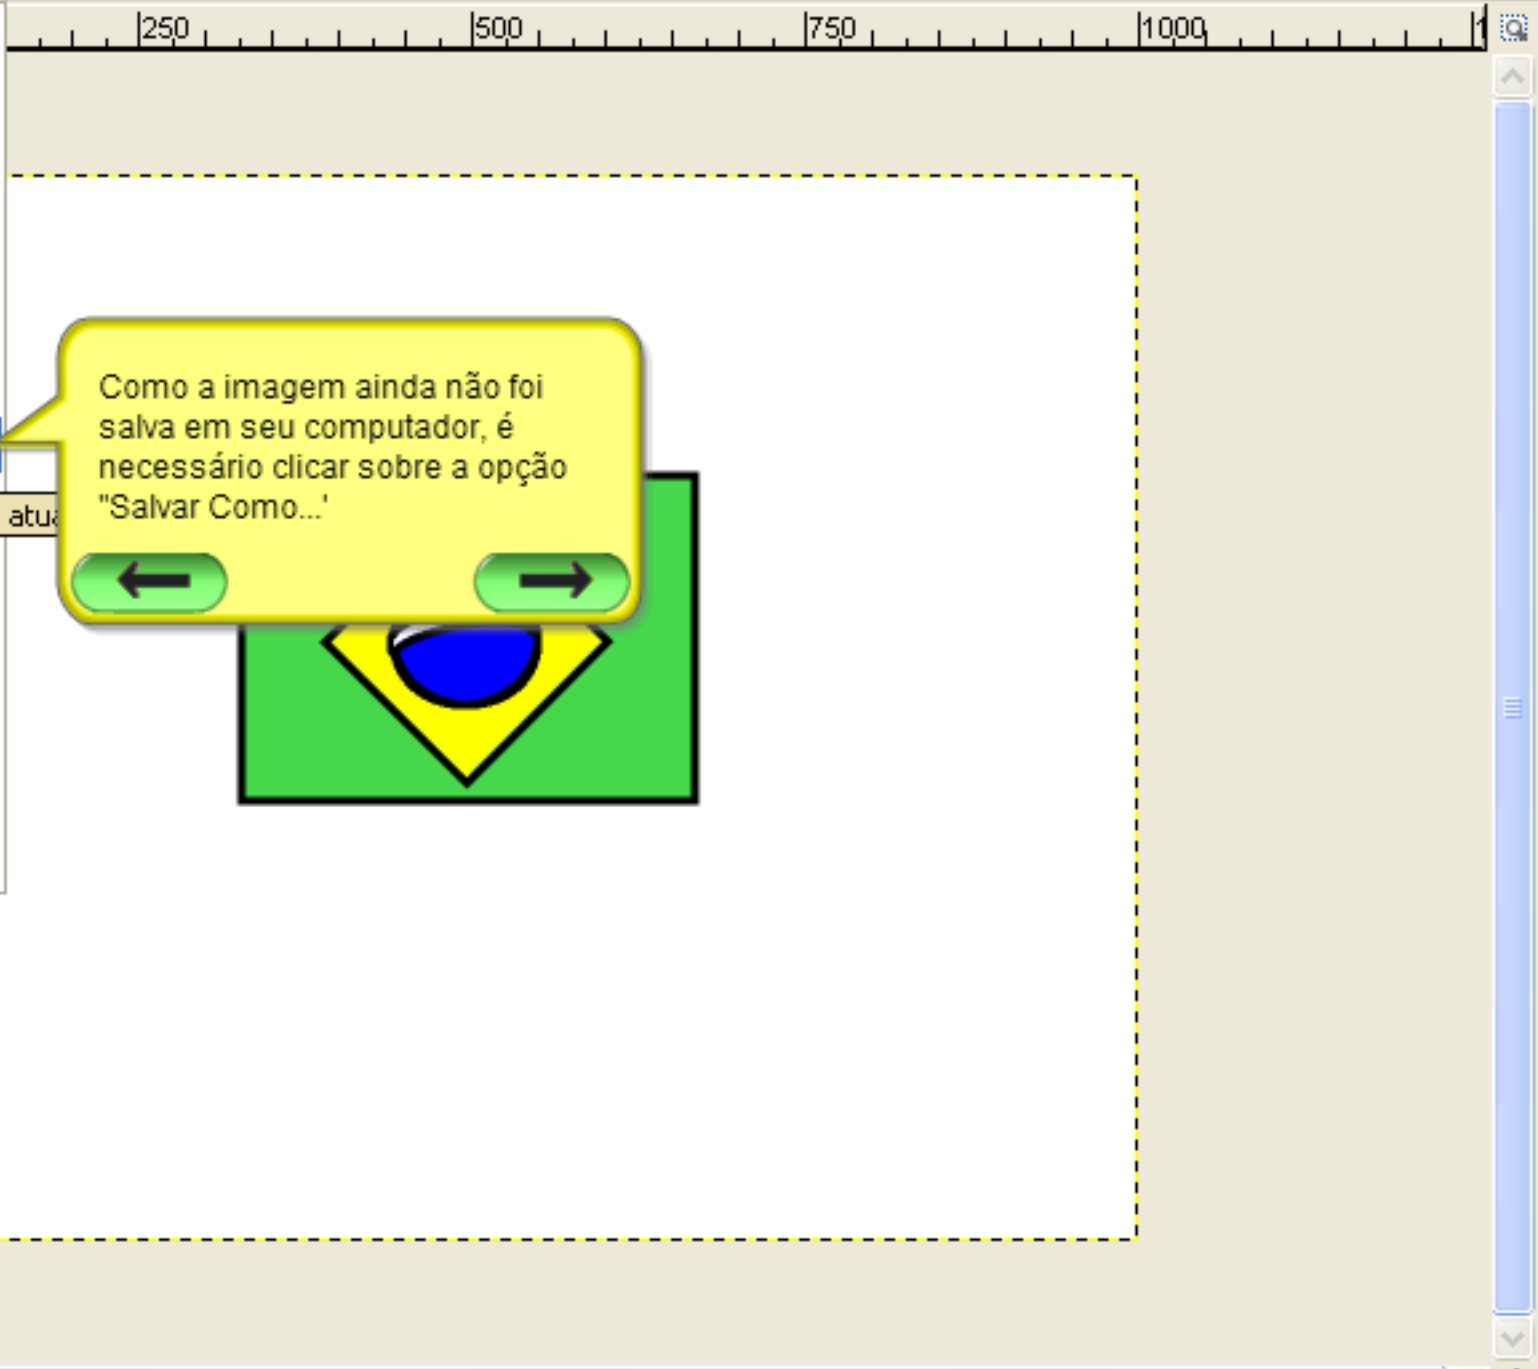 250 500 750 1000
Como a imagem ainda não foi
salva em seu computador, é
necessário clicar sobre a opção
"Salvar Como...'